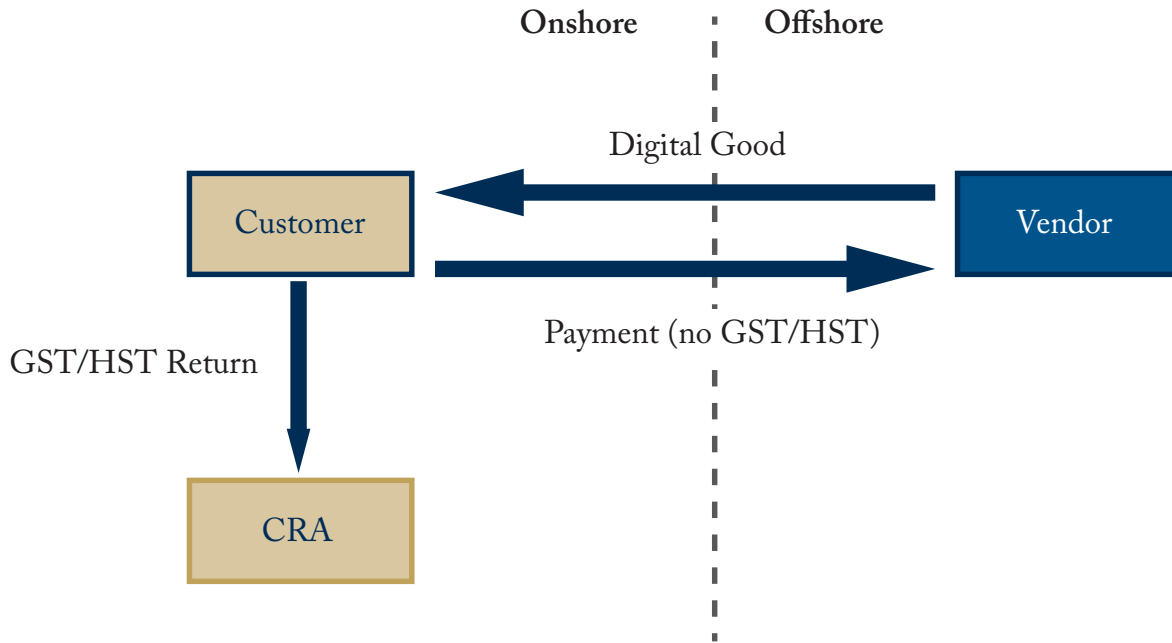 Onshore
Offshore
Digital Good
Customer
Vendor
Payment (no GST/HST)
GST/HST Return
CRA